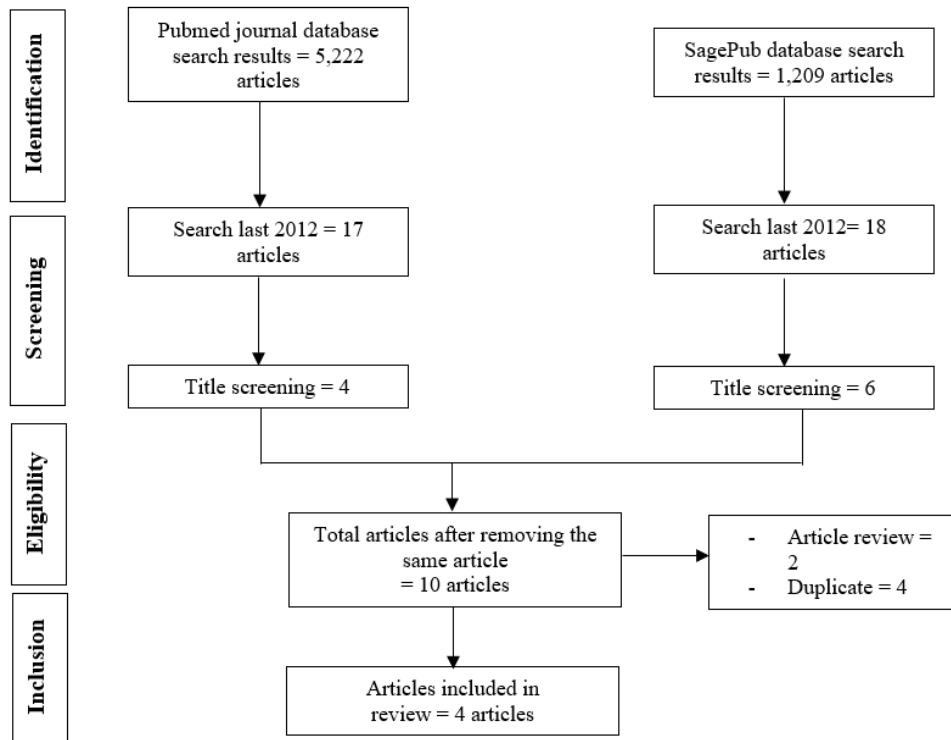 Identification
Pubmed journal database
search results = 5,222
articles
SagePub database search
results = 1,209 articles
Screening
Search last 2012 = 17
articles
Search last 2012= 18
articles
Title screening = 4
Title screening = 6
Eligibility
Total articles after removing the
same article
= 10 articles
- Article review =
2
- Duplicate = 4
Inclusion
Articles included in
review = 4 articles